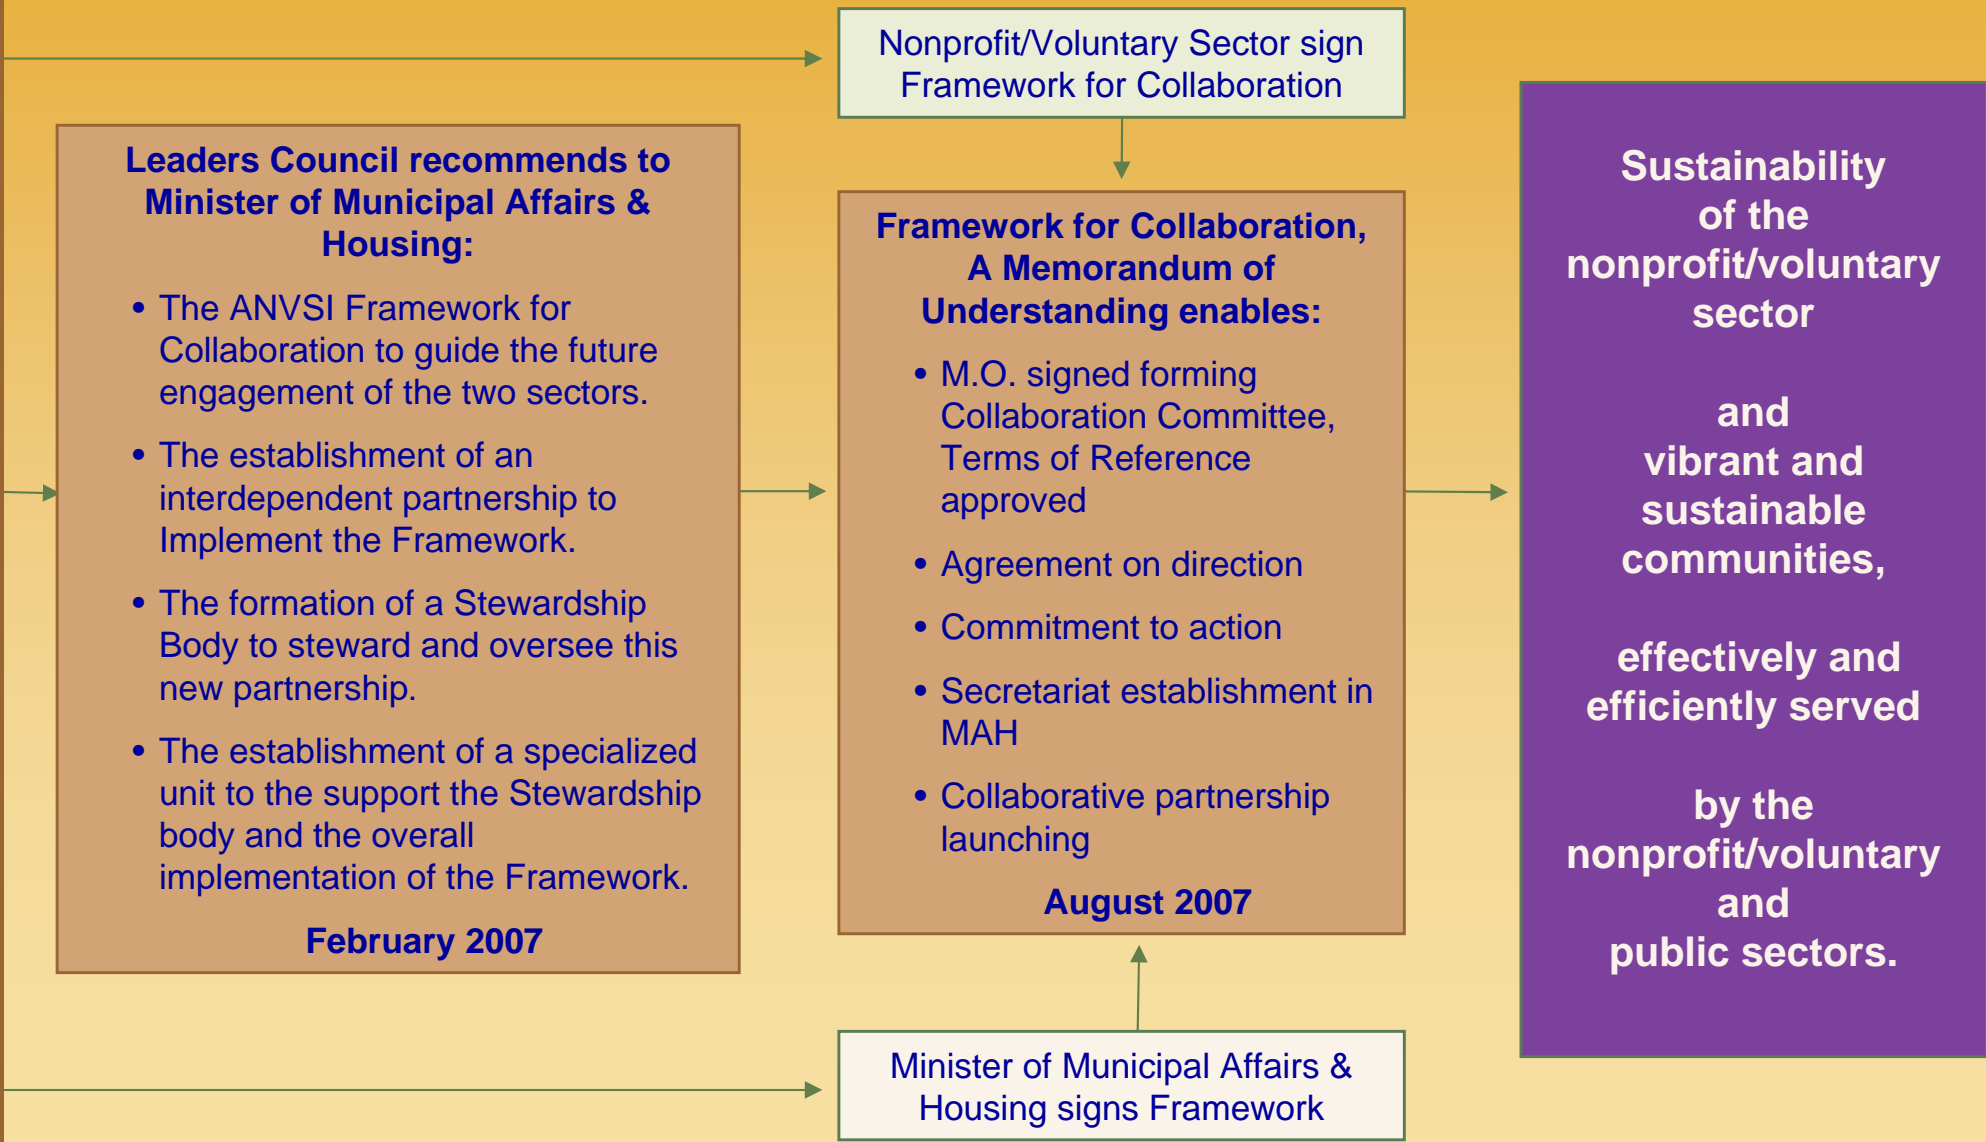 Nonprofit/Voluntary Sector sign
Framework for Collaboration
Leaders Council recommends to
Minister of Municipal Affairs &
Housing:
• The ANVSI Framework for
Collaboration to guide the future
engagement of the two sectors.
• The establishment of an
interdependent partnership to
Implement the Framework.
• The formation of a Stewardship
Body to steward and oversee this
new partnership.
• The establishment of a specialized
unit to the support the Stewardship
body and the overall
implementation of the Framework.
February 2007
Framework for Collaboration,
A Memorandum of
Understanding enables:
• M.O. signed forming
Collaboration Committee,
Terms of Reference
approved
• Agreement on direction
• Commitment to action
• Secretariat establishment in
MAH
• Collaborative partnership
launching
August 2007
Minister of Municipal Affairs &
Housing signs Framework
Sustainability
of the
nonprofit/voluntary
sector
and
vibrant and
sustainable
communities,
effectively and
efficiently served
by the
nonprofit/voluntary
and
public sectors.